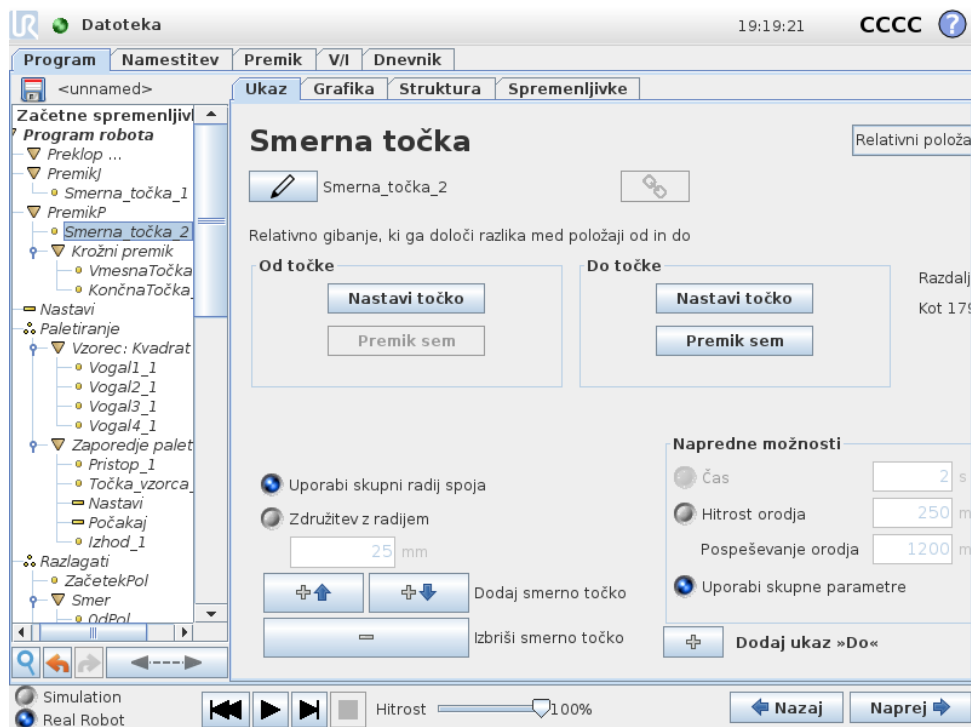 UR Datoteka 19:19:21 CCCC ?
Program Namestitev Premik V/I Dnevnik
<unnamed>
Ukaz Grafika Struktura Spremenljivke
Začetne spremenljivl
Program robota
Preklop ...
PremikJ
Smerna_točka_1
PremikP
Smerna_točka_2
Krožni premik
VmesnaTočka
KončnaTočka_
Nastavi
Paletiranje
Vzorec: Kvadrat
Vogal1_1
Vogal2_1
Vogal3_1
Vogal4_1
Zaporedje palet
Pristop_1
Točka_vzorca_
Nastavi
Počakaj
Izhod_1
Razlagati
ZačetekPol
Smer
OdPol
Smerna točka
Relativni položa
Smerna_točka_2
Relativno gibanje, ki ga določi razlika med položaji od in do
Od točke
Nastavi točko
Premik sem
Do točke
Nastavi točko
Premik sem
Razdalj
Kot 179
Uporabi skupni radij spoja
Združitev z radijem
25 mm
Dodaj smerno točko
Izbriši smerno točko
Napredne možnosti
Čas 2 s
Hitrost orodja 250 m
Pospeševanje orodja 1200 m
Uporabi skupne parametre
Dodaj ukaz »Do«
Simulation
Real Robot
Hitrost 100%
Nazaj
Naprej